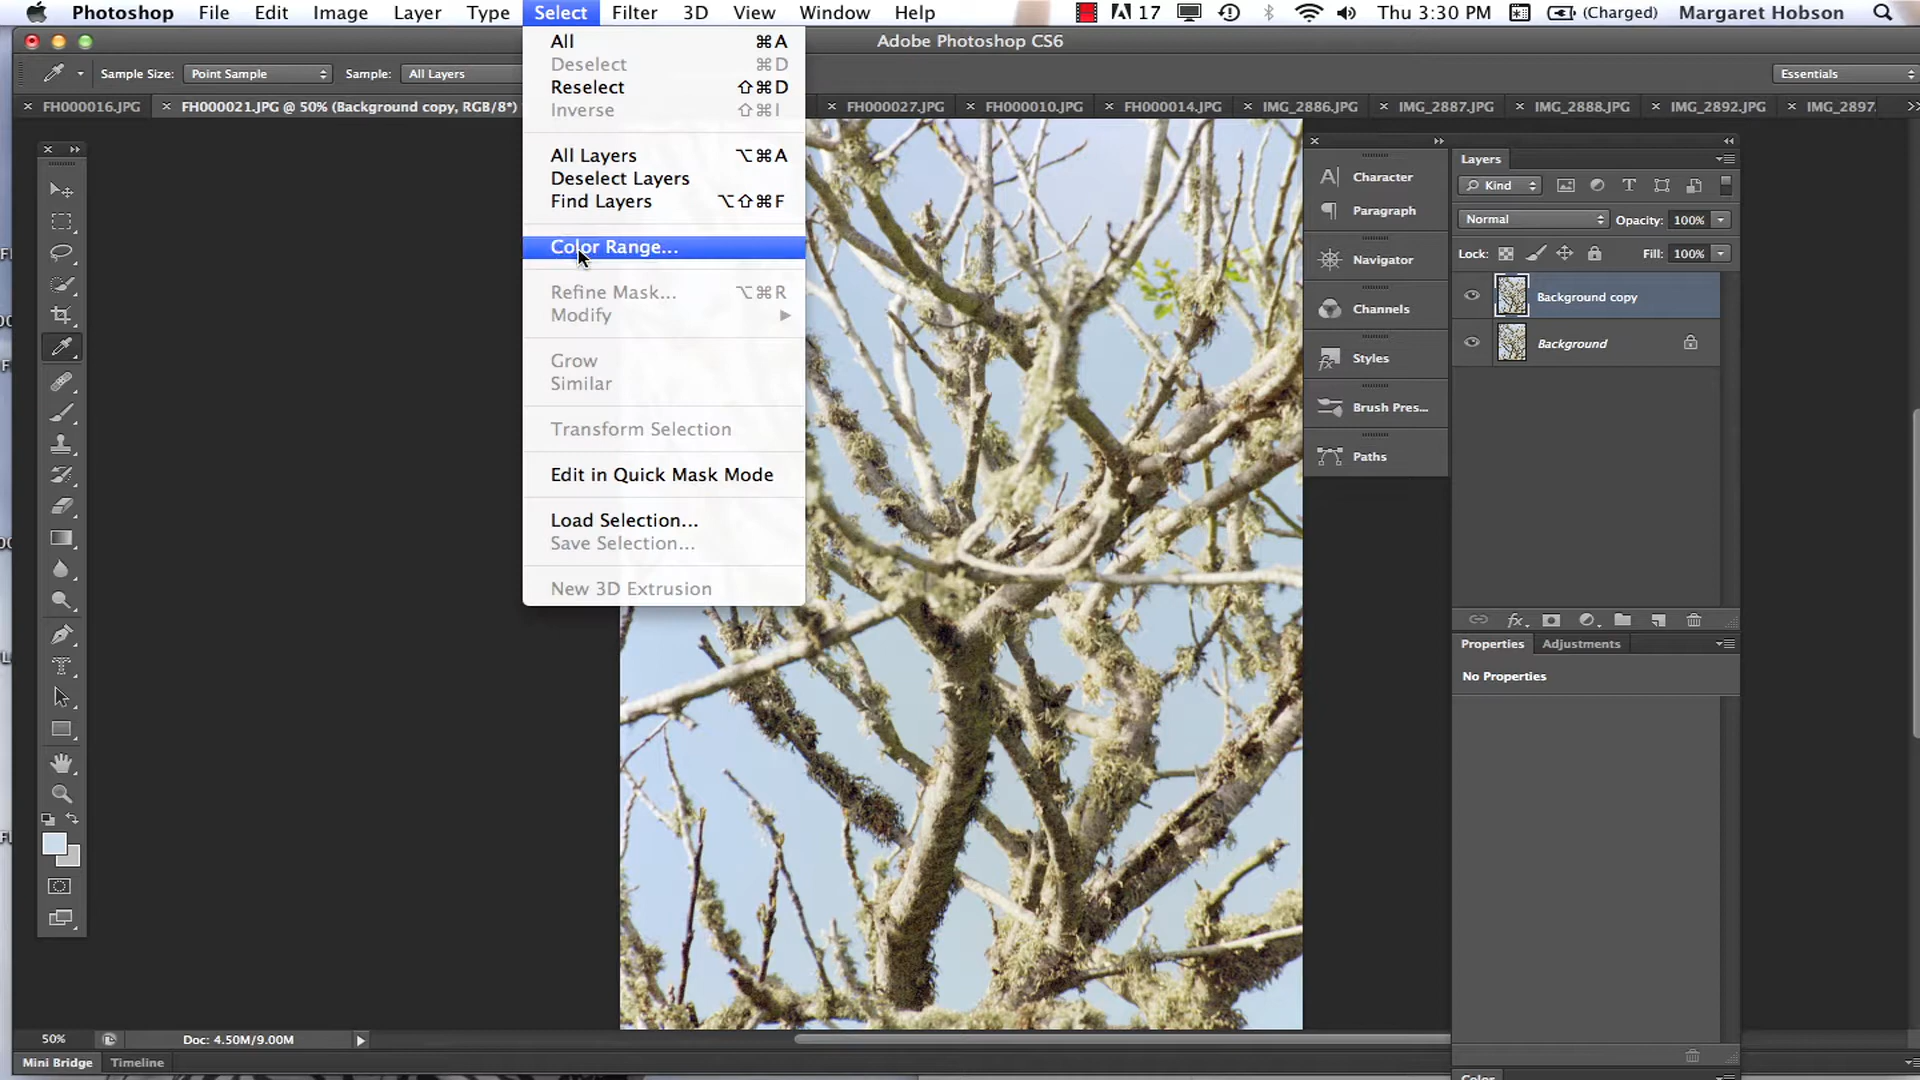 Photoshop File Edit Image Layer Type Select Filter 3D View Window Help 17 Thu 3:30 PM (Charged) Margaret Hobson
Adobe Photoshop CS6
Sample Size: Point Sample Sample: All Layers Essentials
FH000016.JPG FH000021.JPG @ 50% (Background copy, RGB/8*) FH000027.JPG FH000010.JPG FH000014.JPG IMG_2886.JPG IMG_2887.JPG IMG_2888.JPG IMG_2892.JPG IMG_2897.
All ⌘A
Deselect ⌘D
Reselect ⇧⌘D
Inverse ⇧⌘I
All Layers ⌥⌘A
Deselect Layers
Find Layers ⌥⇧⌘F
Color Range...
Refine Mask... ⌥⌘R
Modify
Grow
Similar
Transform Selection
Edit in Quick Mask Mode
Load Selection...
Save Selection...
New 3D Extrusion
Character
Paragraph
Navigator
Channels
Styles
Brush Pres...
Paths
Layers
Kind
Normal Opacity: 100%
Lock: Fill: 100%
Background copy
Background
Properties Adjustments
No Properties
50% Doc: 4.50M/9.00M
Mini Bridge Timeline
Color